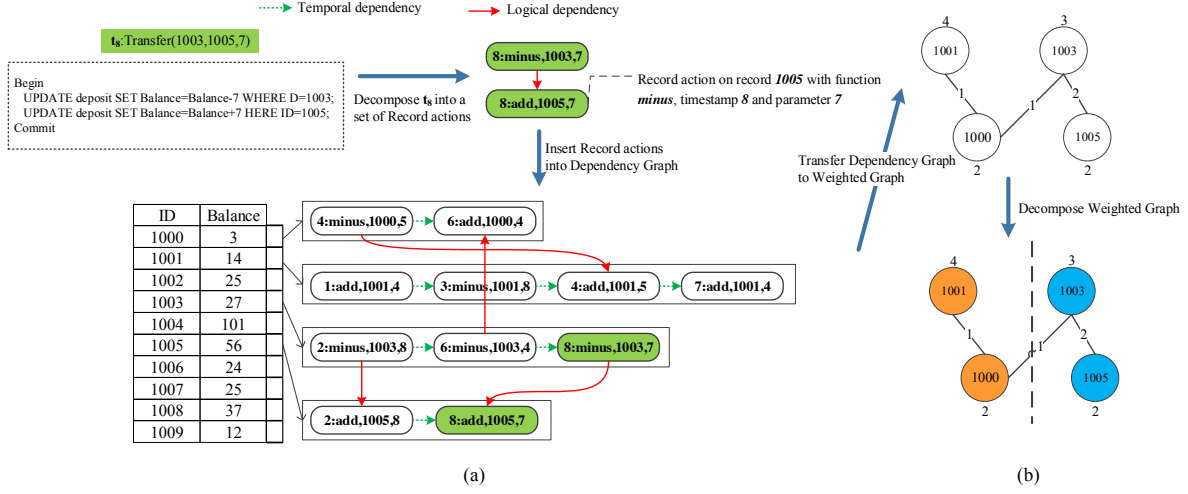 Temporal dependency
Logical dependency
t8:Transfer(1003,1005,7)
Begin
UPDATE deposit SET Balance=Balance-7 WHERE D=1003;
UPDATE deposit SET Balance=Balance+7 HERE ID=1005;
Commit
Decompose t8 into a
set of Record actions
8:minus,1003,7
8:add,1005,7
Record action on record 1005 with function
minus, timestamp 8 and parameter 7
Insert Record actions
into Dependency Graph
ID Balance
1000 3
1001 14
1002 25
1003 27
1004 101
1005 56
1006 24
1007 25
1008 37
1009 12
4:minus,1000,5 6:add,1000,4
1:add,1001,4 3:minus,1001,8 4:add,1001,5 7:add,1001,4
2:minus,1003,8 6:minus,1003,4 8:minus,1003,7
2:add,1005,8 8:add,1005,7
(a)
Transfer Dependency Graph
to Weighted Graph
4 3
1001 1003
1 1 2
1000 1005
2 2
Decompose Weighted Graph
4 3
1001 1003
1 1 2
1000 1005
2 2
(b)